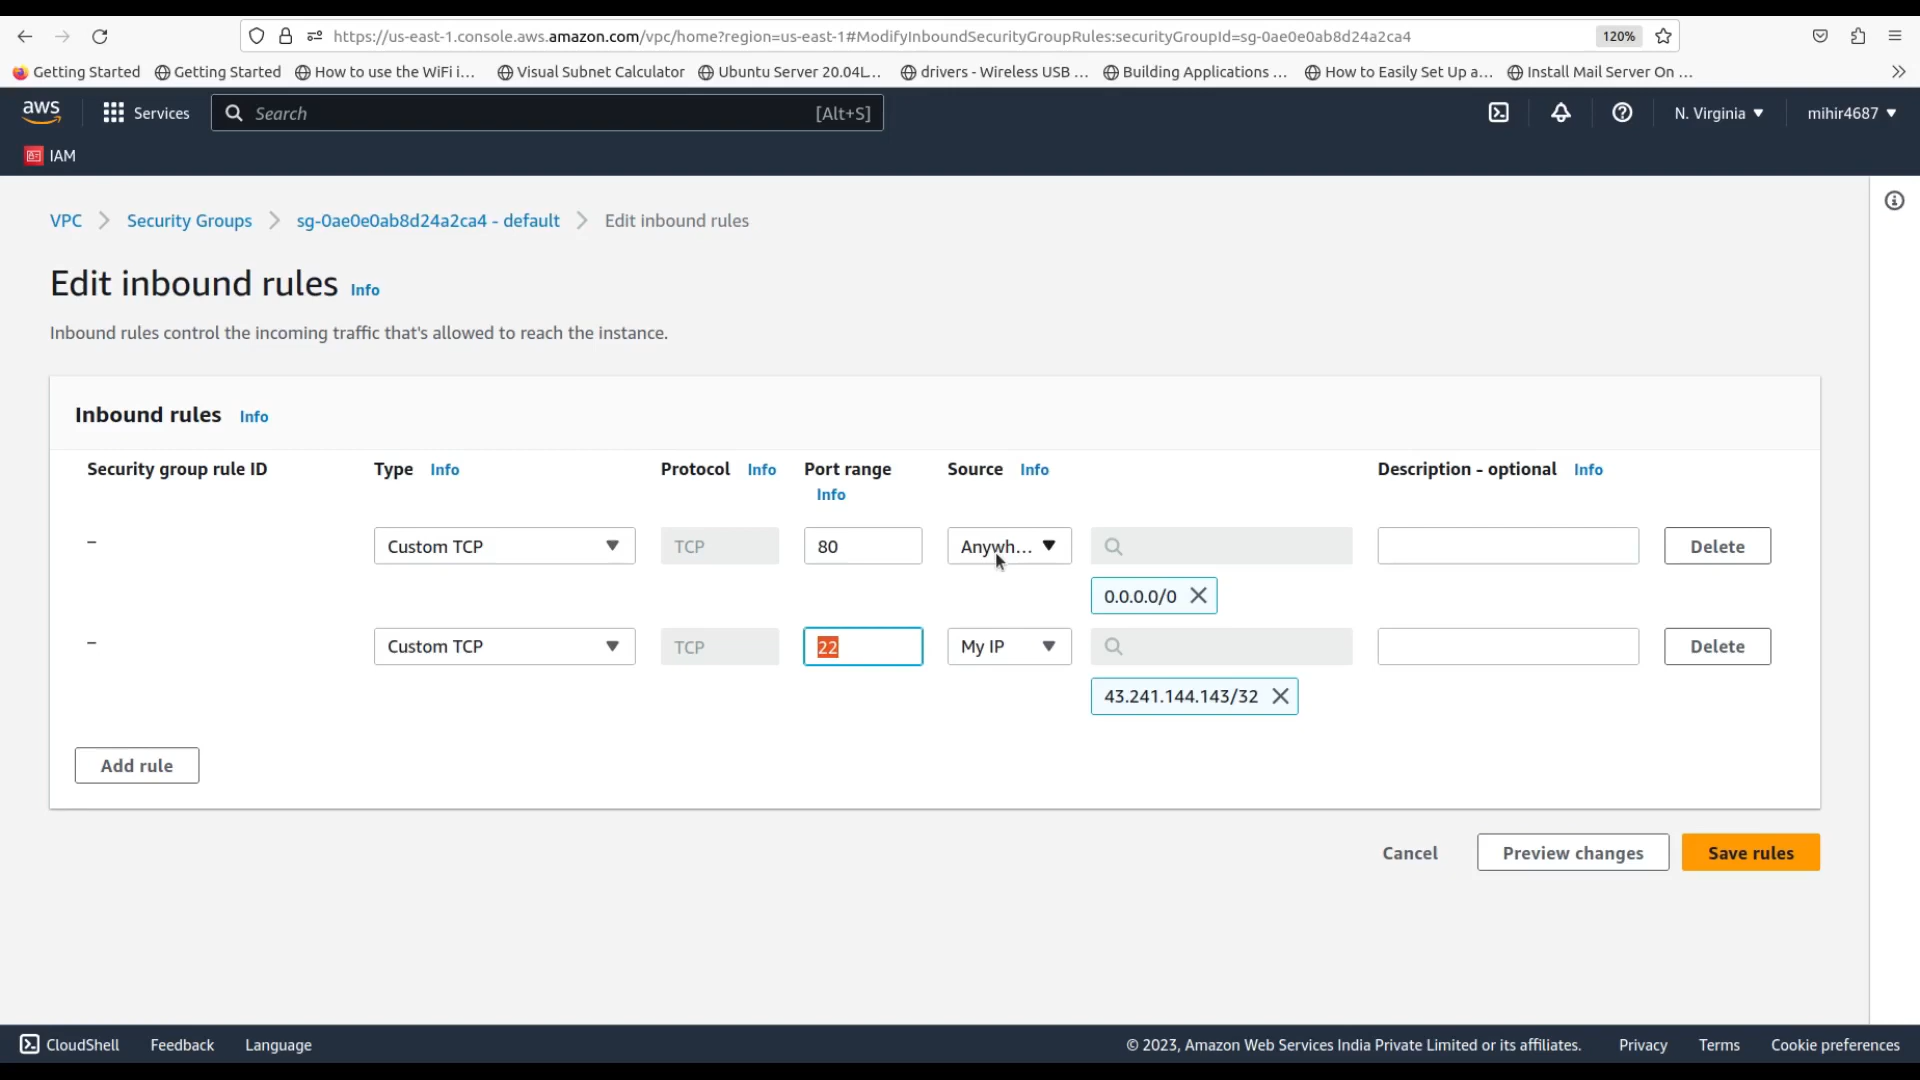 https://us-east-1.console.aws.amazon.com/vpc/home?region=us-east-1#ModifyInboundSecurityGroupRules:securityGroupId=sg-0ae0e0ab8d24a2ca4 120%
Getting Started Getting Started How to use the WiFi i... Visual Subnet Calculator Ubuntu Server 20.04L... drivers - Wireless USB ... Building Applications ... How to Easily Set Up a... Install Mail Server On ...
aws Services Search [Alt+S] N. Virginia mihir4687
IAM
VPC Security Groups sg-0ae0e0ab8d24a2ca4 - default Edit inbound rules
Edit inbound rules Info
Inbound rules control the incoming traffic that's allowed to reach the instance.
Inbound rules Info
Security group rule ID Type Info Protocol Info Port range Source Info Description - optional Info
Info
– Custom TCP TCP 80 Anywh... Delete
0.0.0.0/0
– Custom TCP TCP 22 My IP Delete
43.241.144.143/32
Add rule
Cancel Preview changes Save rules
CloudShell Feedback Language © 2023, Amazon Web Services India Private Limited or its affiliates. Privacy Terms Cookie preferences